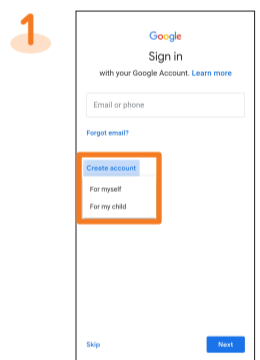 1
Google
Sign in
with your Google Account. Learn more
Email or phone
Forgot email?
Create account
For myself
For my child
Skip
Next